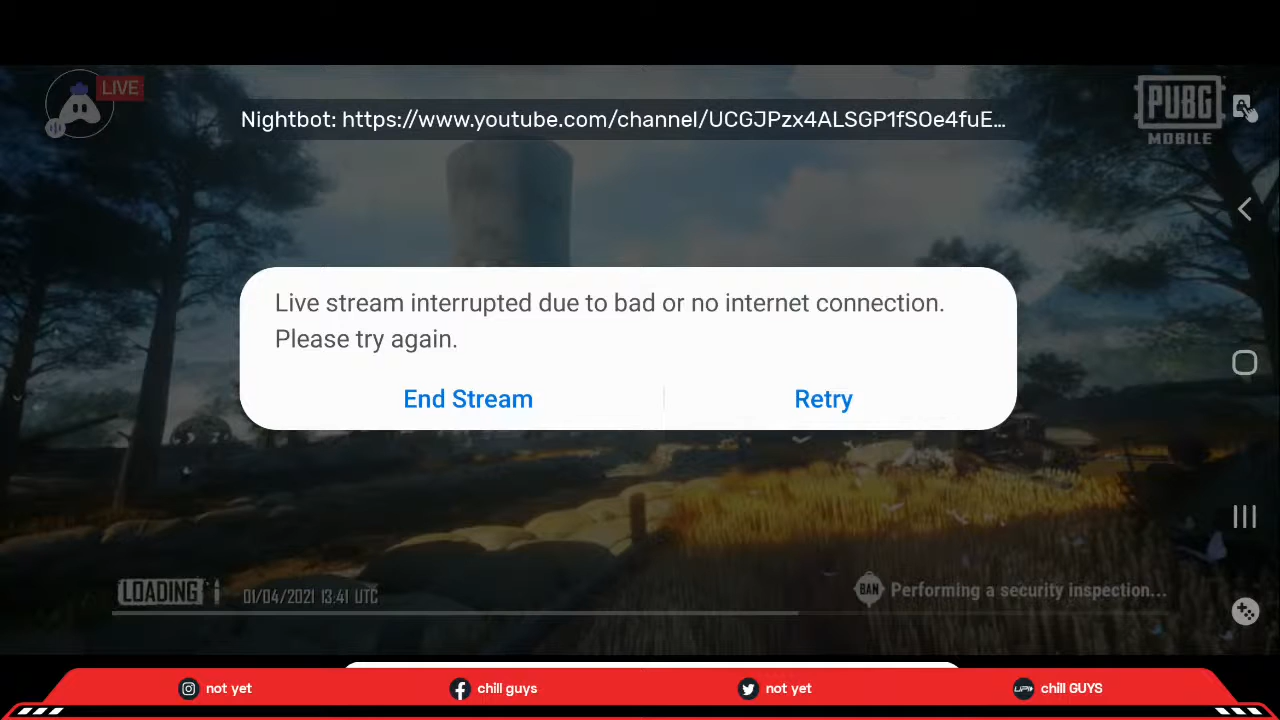 LIVE
Nightbot: https://www.youtube.com/channel/UCGJPzx4ALSGP1fSOe4fuE…
PUBG
MOBILE
Live stream interrupted due to bad or no internet connection.
Please try again.
End Stream
Retry
LOADING
01/04/2021 13:41 UTC
BAN
Performing a security inspection...
not yet
chill guys
not yet
UPI
chill GUYS